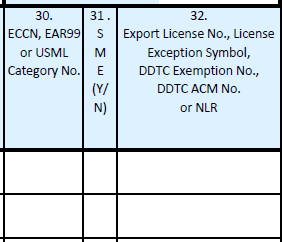 30.
ECCN, EAR99
or USML
Category No.
31.
S
M
E
(Y/
N)
32.
Export License No., License
Exception Symbol,
DDTC Exemption No.,
DDTC ACM No.
or NLR